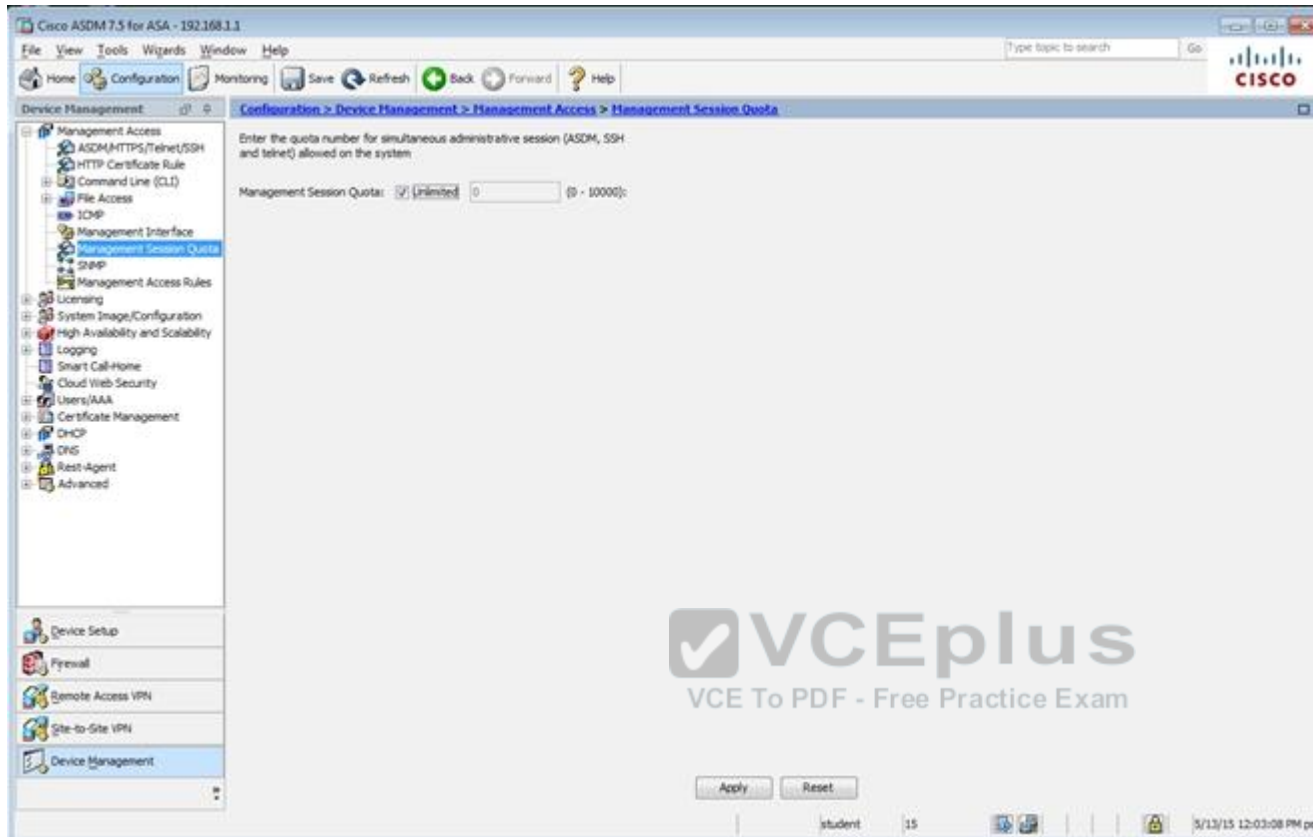 Cisco ASDM 7.5 for ASA - 192.168.1.1
File View Tools Wizards Window Help
Type topic to search Go
Home Configuration Monitoring Save Refresh Back Forward Help
CISCO
Device Management
Configuration > Device Management > Management Access > Management Session Quota
Management Access
ASDM/HTTPS/Telnet/SSH
HTTP Certificate Rule
Command Line (CLI)
File Access
ICMP
Management Interface
Management Session Quota
SNMP
Management Access Rules
Licensing
System Image/Configuration
High Availability and Scalability
Logging
Smart Call-Home
Cloud Web Security
Users/AAA
Certificate Management
DHCP
DNS
Rest-Agent
Advanced
Enter the quota number for simultaneous administrative session (ASDM, SSH
and telnet) allowed on the system
Management Session Quota: Unlimited 0 (0 - 10000):
Device Setup
Firewall
Remote Access VPN
Site-to-Site VPN
Device Management
VCEplus
VCE To PDF - Free Practice Exam
Apply Reset
student 15 5/13/15 12:03:08 PM